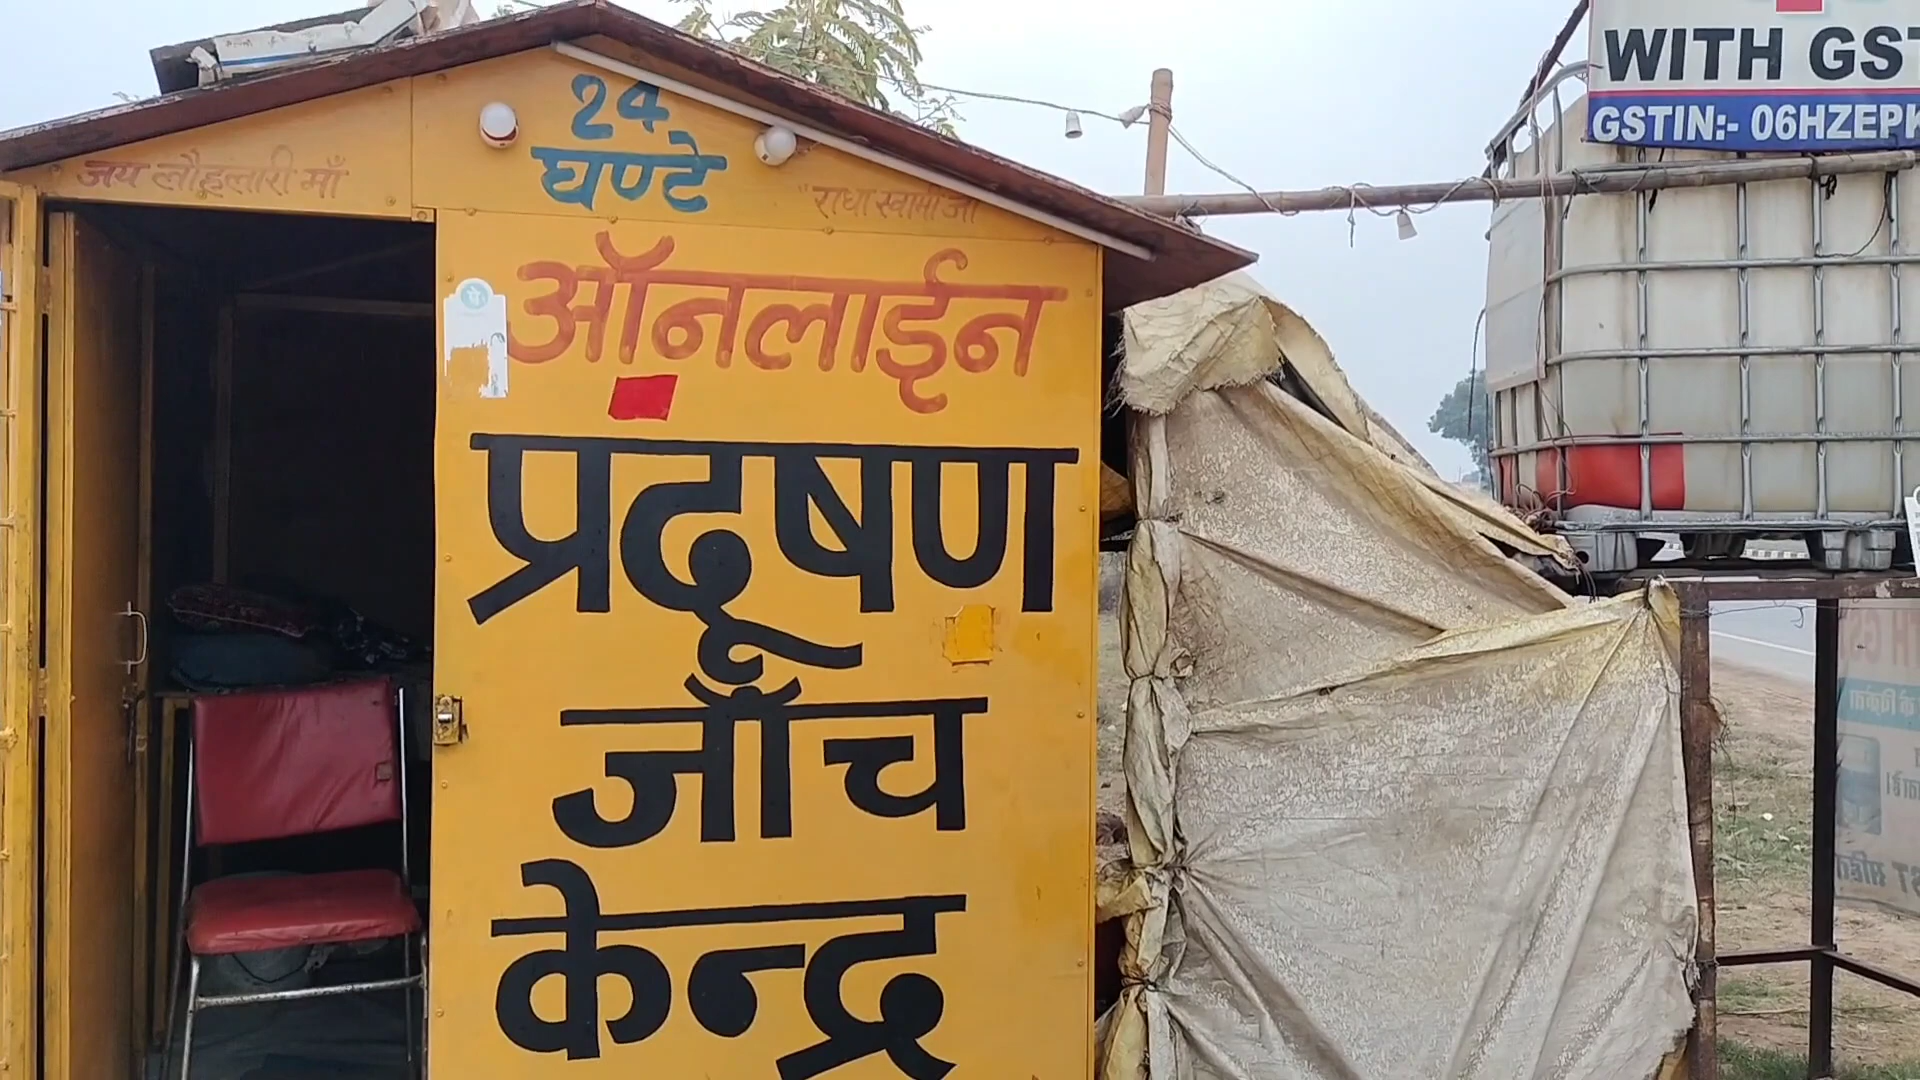 24
घण्टे
जय लौहलारी माँ
"राधा स्वामी जी
ऑनलाईन
प्रदूषण
जाँच
केन्द्र
WITH GST
GSTIN:- 06HZEPK